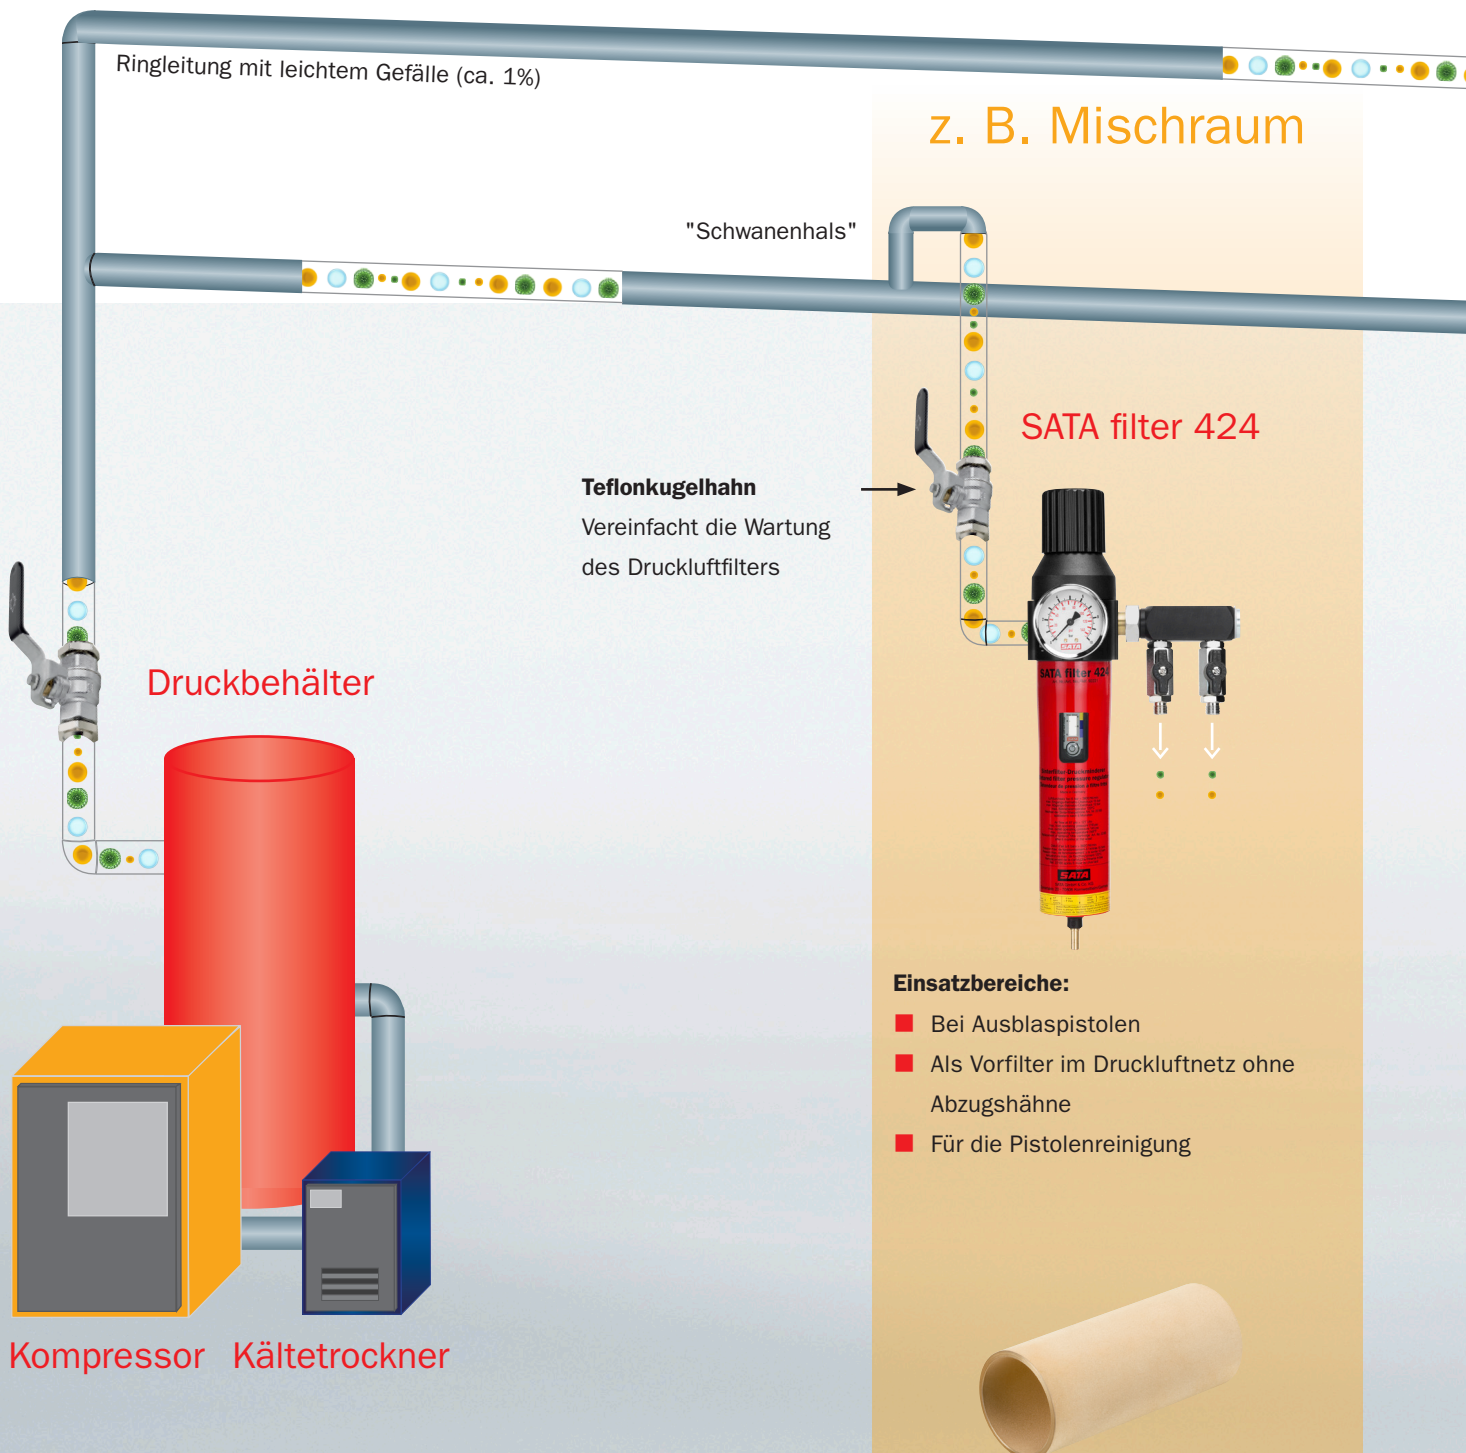 Ringleitung mit leichtem Gefälle (ca. 1%)
z. B. Mischraum
"Schwanenhals"
SATA filter 424
Teflonkugelhahn
Vereinfacht die Wartung
des Druckluftfilters
Druckbehälter
SATA
SATA filter 424
SATA
Einsatzbereiche:
Bei Ausblaspistolen
Als Vorfilter im Druckluftnetz ohne
Abzugshähne
Für die Pistolenreinigung
Kompressor
Kältetrockner